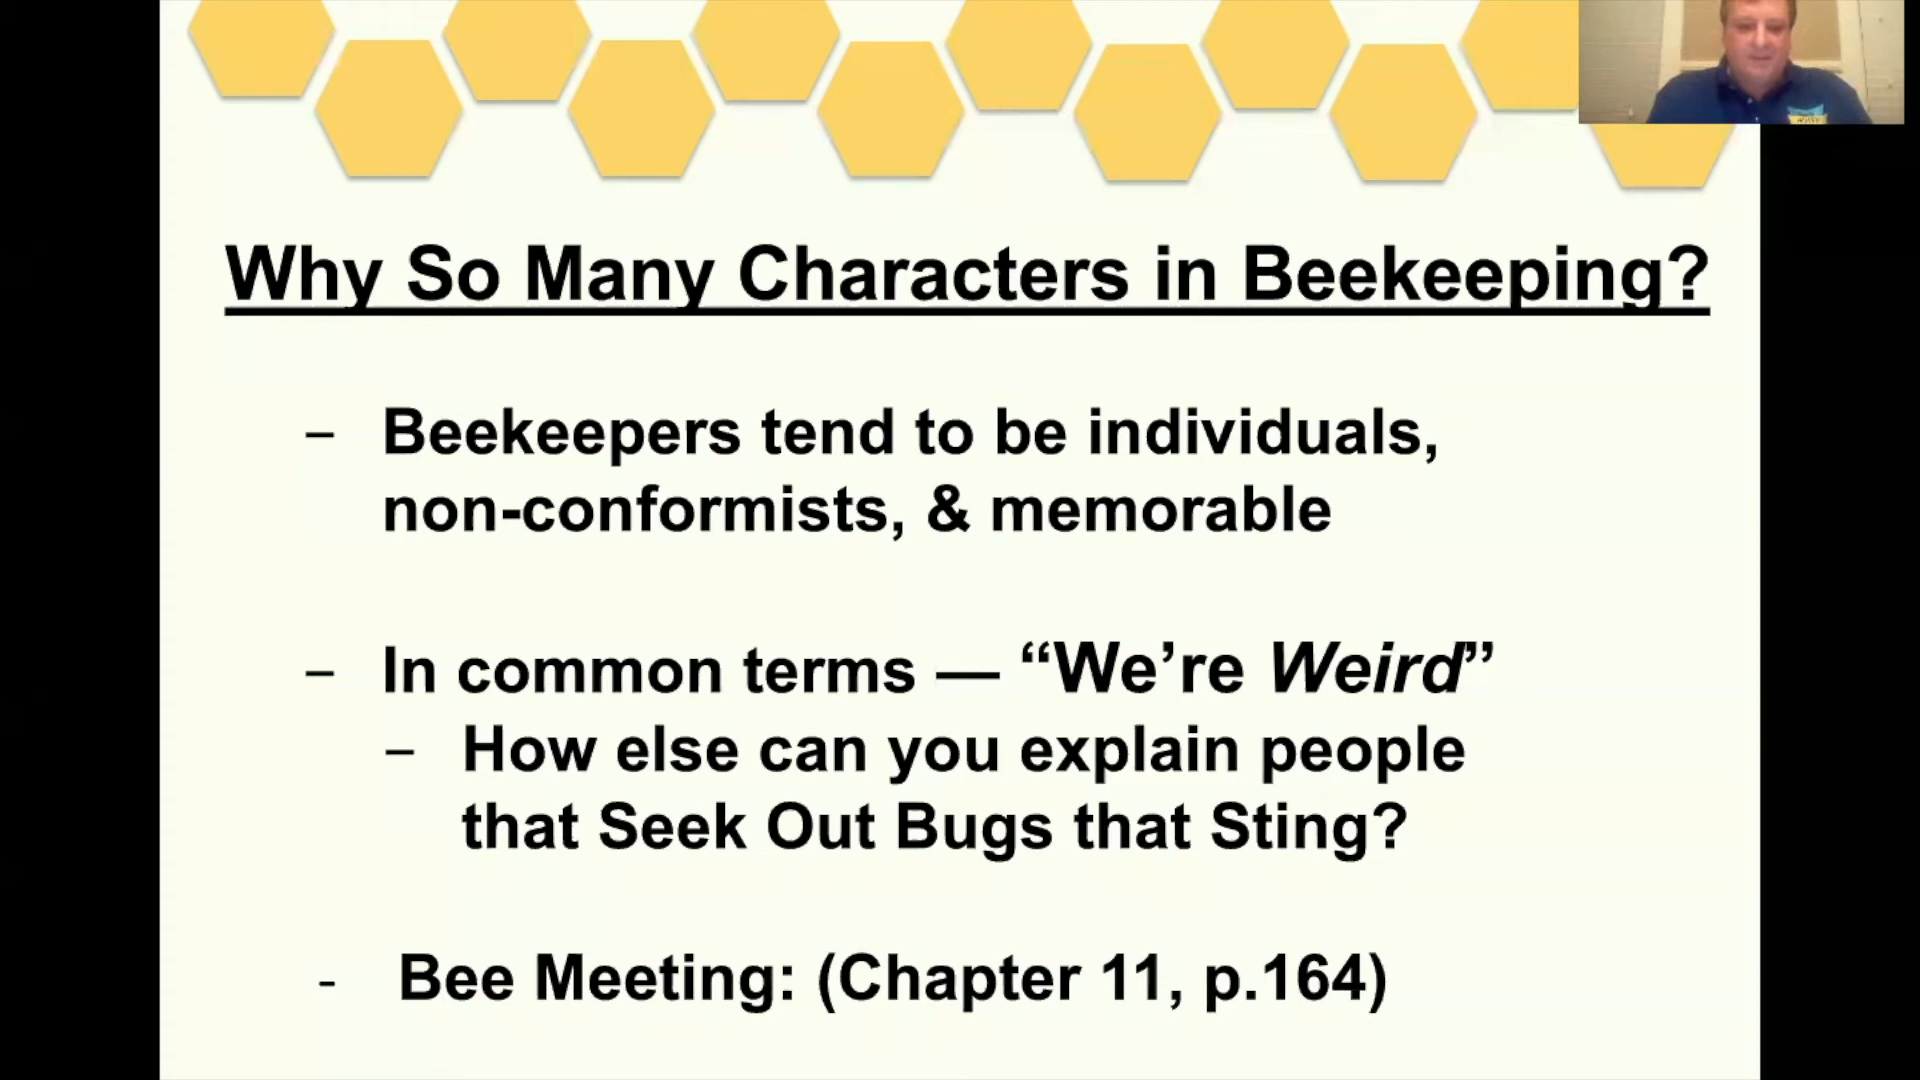 Why So Many Characters in Beekeeping?
– Beekeepers tend to be individuals,
non-conformists, & memorable
– In common terms — “We’re Weird”
– How else can you explain people
that Seek Out Bugs that Sting?
- Bee Meeting: (Chapter 11, p.164)